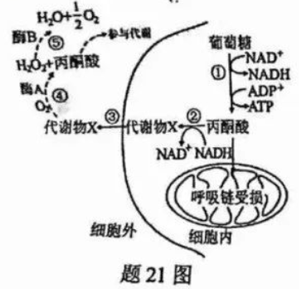 H₂O+½O₂
酶B
⑤
参与代谢
H₂O₂+丙酮酸
酶A
④
O₂
代谢物X
③
代谢物X
②
丙酮酸
葡萄糖
①
NAD⁺
NADH
ADP+
ATP
NAD⁺
NADH
呼吸链受损
细胞外
细胞内
题21图